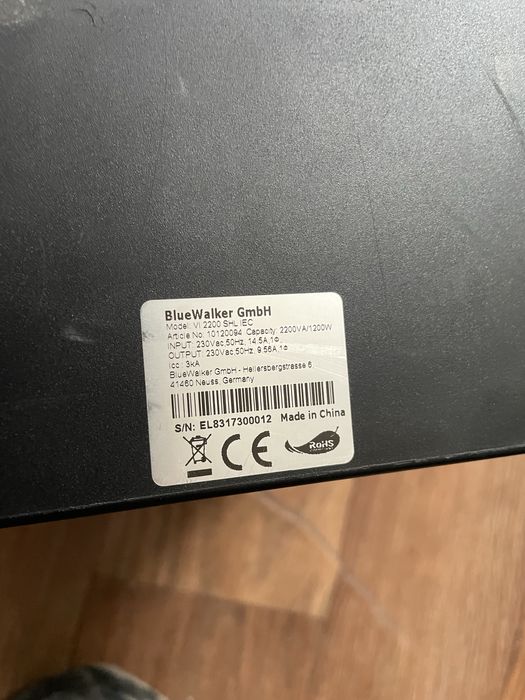 BlueWalker GmbH
Model: VI 2200 SHL IEC
Article No: 10120094 Capacity: 2200VA/1200W
INPUT: 230Vac,50Hz, 14.5A,1Φ,
OUTPUT: 230Vac,50Hz, 9.56A,1Φ
Icc : 3kA
BlueWalker GmbH - Hellersbergstrasse 6
41460 Neuss, Germany
S/N: EL8317300012 Made in China
CE RoHS